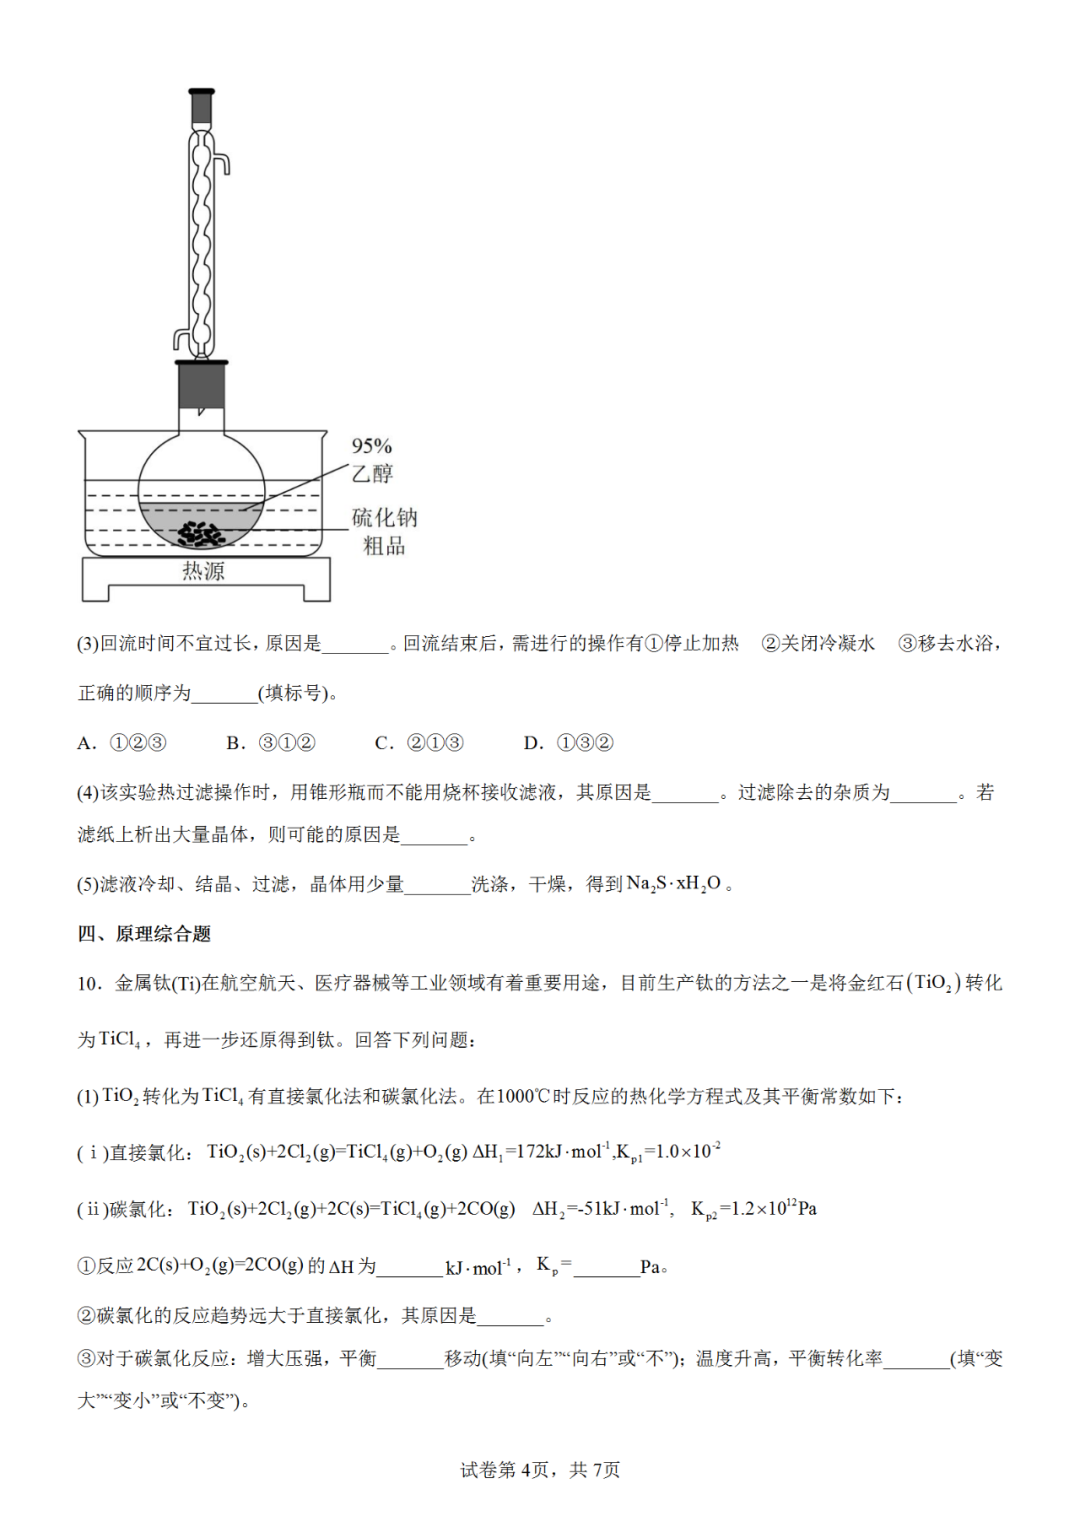 95%
乙醇
硫化钠
粗品
热源
(3)回流时间不宜过长，原因是_______。回流结束后，需进行的操作有①停止加热 ②关闭冷凝水 ③移去水浴，
正确的顺序为_______(填标号)。
A．①②③ B．③①② C．②①③ D．①③②
(4)该实验热过滤操作时，用锥形瓶而不能用烧杯接收滤液，其原因是_______。过滤除去的杂质为_______。若
滤纸上析出大量晶体，则可能的原因是_______。
(5)滤液冷却、结晶、过滤，晶体用少量_______洗涤，干燥，得到Na₂S·xH₂O。
四、原理综合题
10．金属钛(Ti)在航空航天、医疗器械等工业领域有着重要用途，目前生产钛的方法之一是将金红石(TiO₂)转化
为TiCl₄，再进一步还原得到钛。回答下列问题：
(1)TiO₂转化为TiCl₄有直接氯化法和碳氯化法。在1000℃时反应的热化学方程式及其平衡常数如下：
(ⅰ)直接氯化：TiO₂(s)+2Cl₂(g)=TiCl₄(g)+O₂(g) ΔH₁=172kJ·mol⁻¹,Kₚ₁=1.0×10⁻²
(ⅱ)碳氯化：TiO₂(s)+2Cl₂(g)+2C(s)=TiCl₄(g)+2CO(g) ΔH₂=-51kJ·mol⁻¹, Kₚ₂=1.2×10¹²Pa
①反应2C(s)+O₂(g)=2CO(g)的ΔH为_______kJ·mol⁻¹，Kₚ=_______Pa。
②碳氯化的反应趋势远大于直接氯化，其原因是_______。
③对于碳氯化反应：增大压强，平衡_______移动(填“向左”“向右”或“不”)；温度升高，平衡转化率_______(填“变
大”“变小”或“不变”)。
试卷第4页，共7页